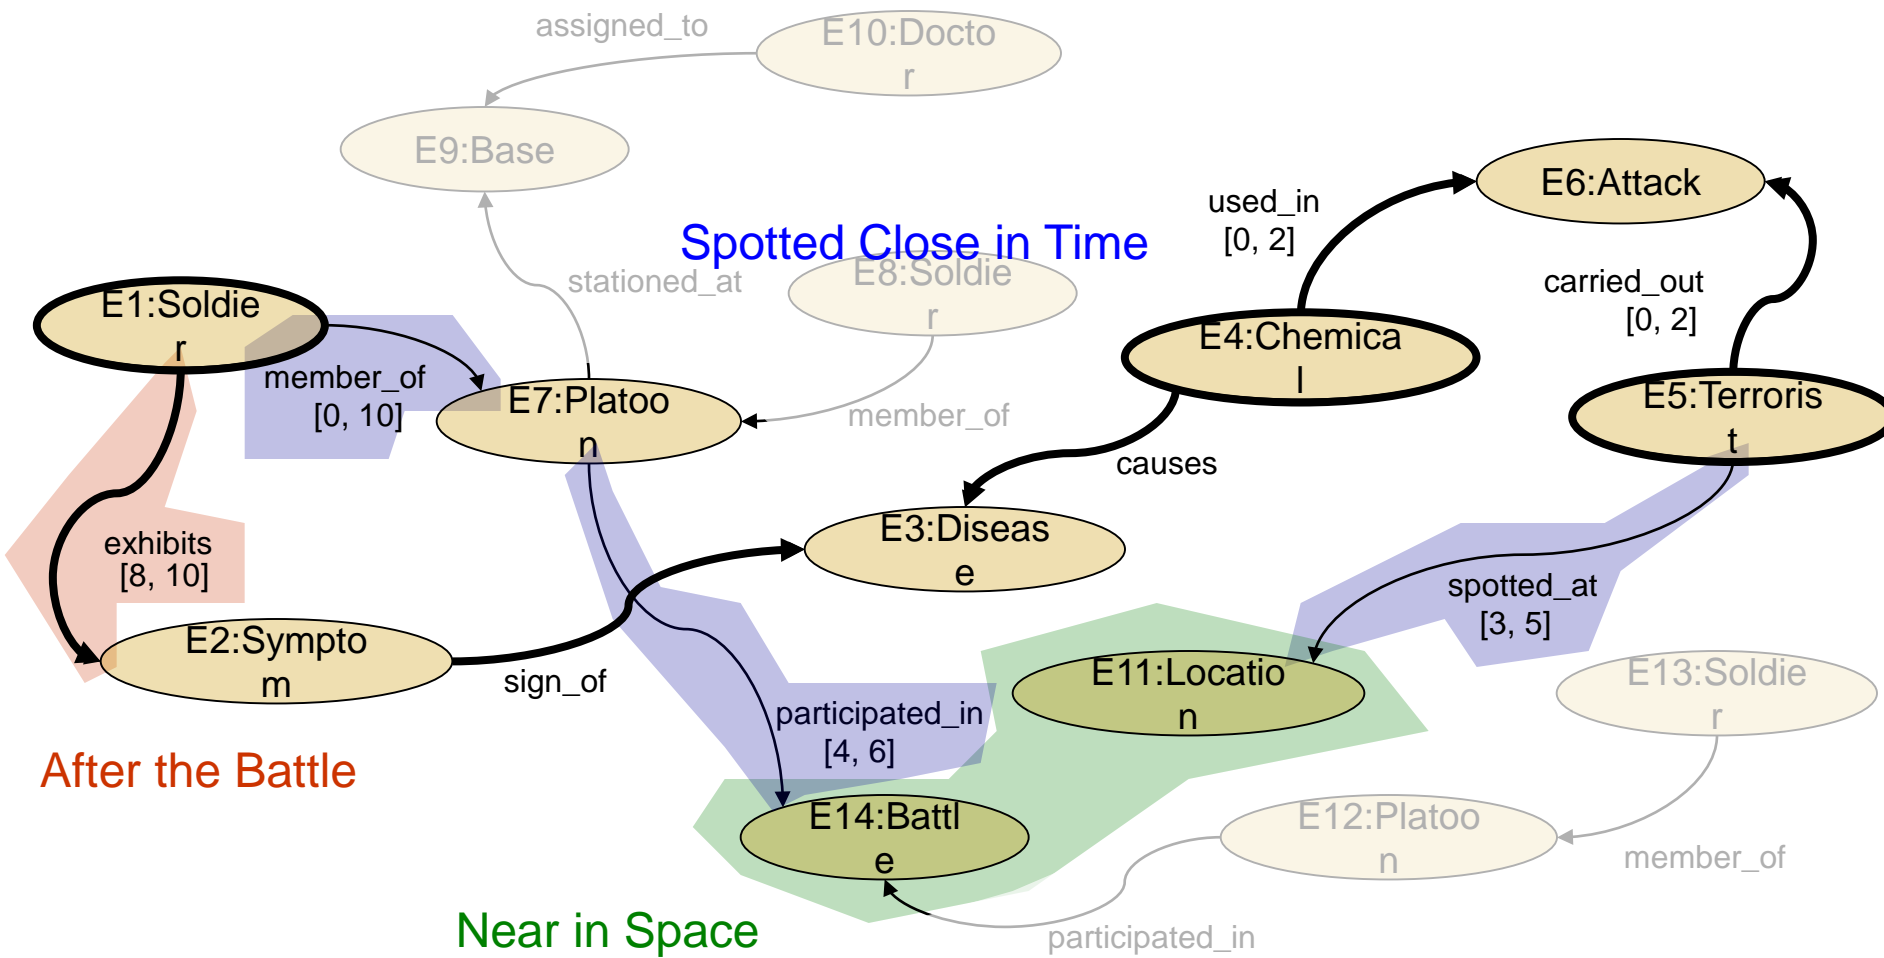 assigned_to
E10:Docto
r
E9:Base
E6:Attack
used_in
[0, 2]
Spotted Close in Time
stationed_at
E8:Soldie
r
carried_out
[0, 2]
E1:Soldie
r
E4:Chemica
l
member_of
[0, 10]
E7:Platoo
n
member_of
E5:Terroris
t
causes
exhibits
[8, 10]
E3:Diseas
e
spotted_at
[3, 5]
E2:Sympto
m
sign_of
E11:Locatio
n
E13:Soldie
r
participated_in
[4, 6]
After the Battle
E14:Battl
e
E12:Platoo
n
member_of
Near in Space
participated_in